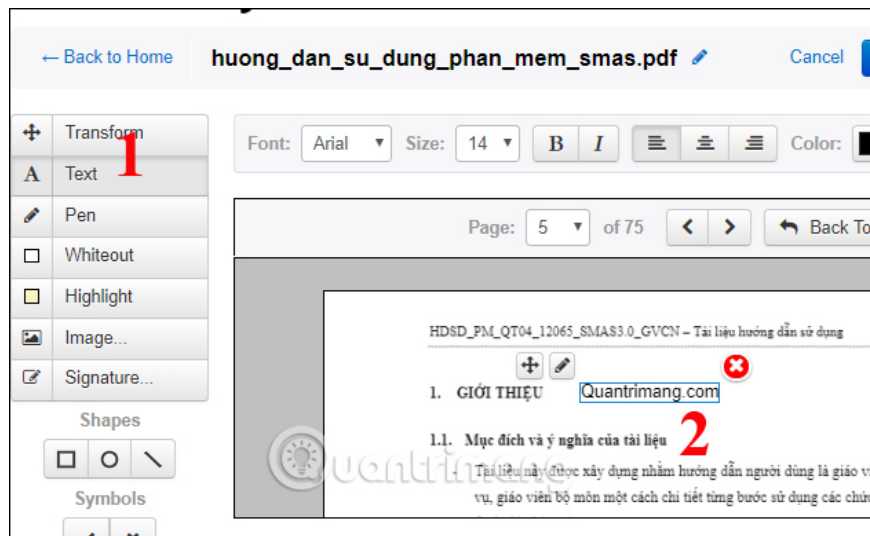 ← Back to Home
huong_dan_su_dung_phan_mem_smas.pdf
Cancel
Transform
1
A Text
Pen
Whiteout
Highlight
Image...
Signature...
Shapes
Symbols
Font: Arial Size: 14 B I Color:
Page: 5 of 75 Back To
HDSD_PM_QT04_12065_SMAS3.0_GVCN – Tài liệu hướng dẫn sử dụng
1. GIỚI THIỆU Quantrimang.com
2
1.1. Mục đích và ý nghĩa của tài liệu
- Tài liệu này được xây dựng nhằm hướng dẫn người dùng là giáo
vụ, giáo viên bộ môn một cách chi tiết từng bước sử dụng các
Quantrimang